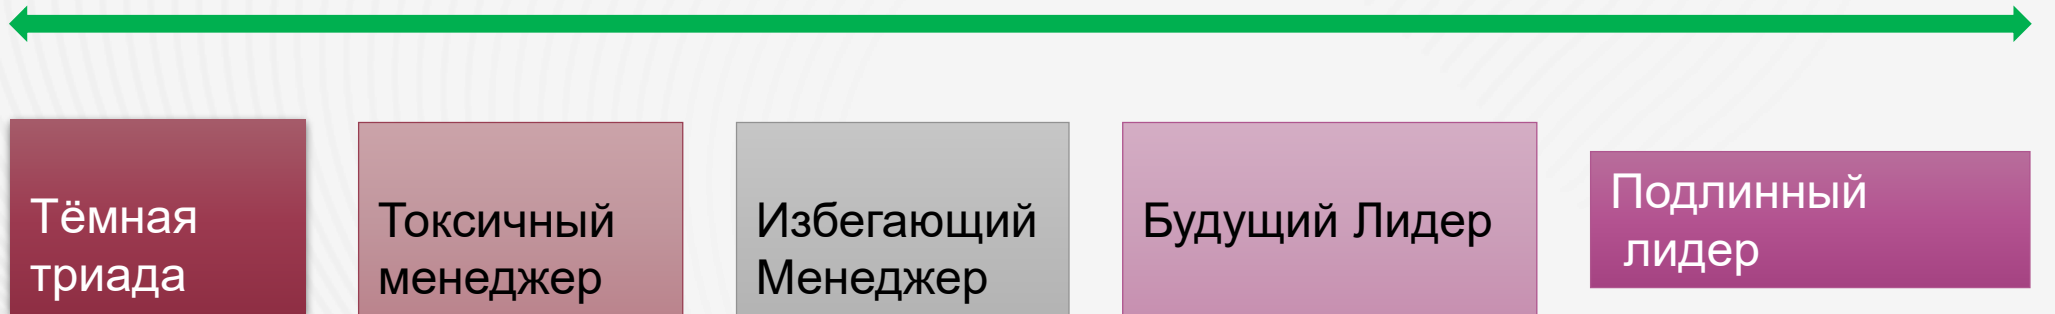 Тёмная
триада
Токсичный
менеджер
Избегающий
Менеджер
Будущий Лидер
Подлинный
лидер